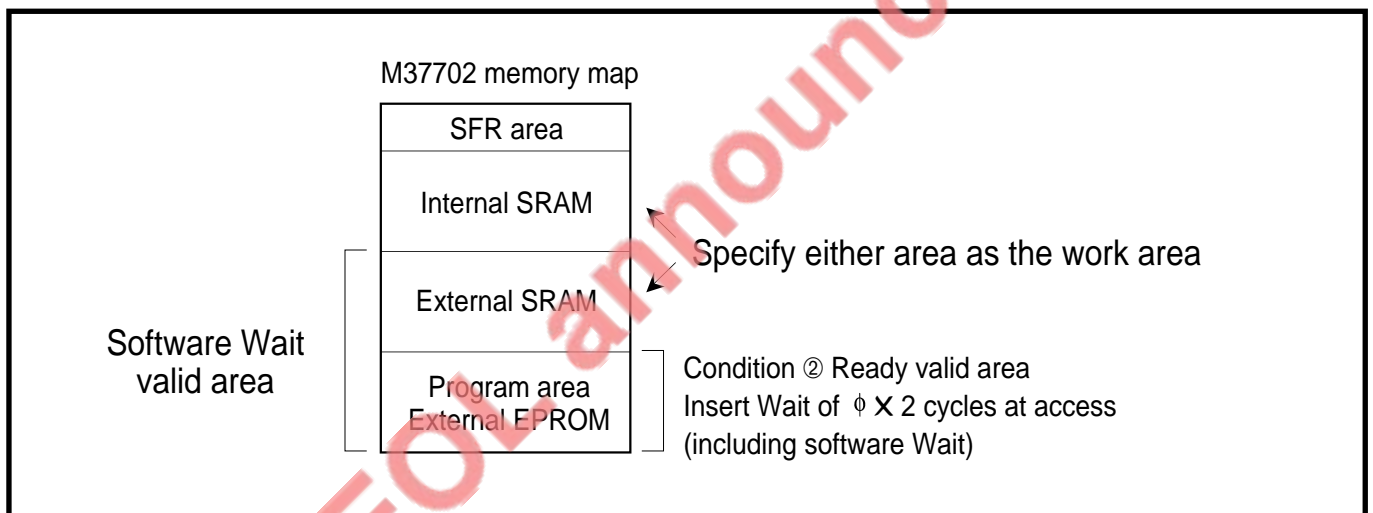 M37702 memory map
SFR area
Internal SRAM
External SRAM
Program area
External EPROM
Specify either area as the work area
Software Wait
valid area
Condition ② Ready valid area
Insert Wait of ϕ × 2 cycles at access
(including software Wait)
EOL announc